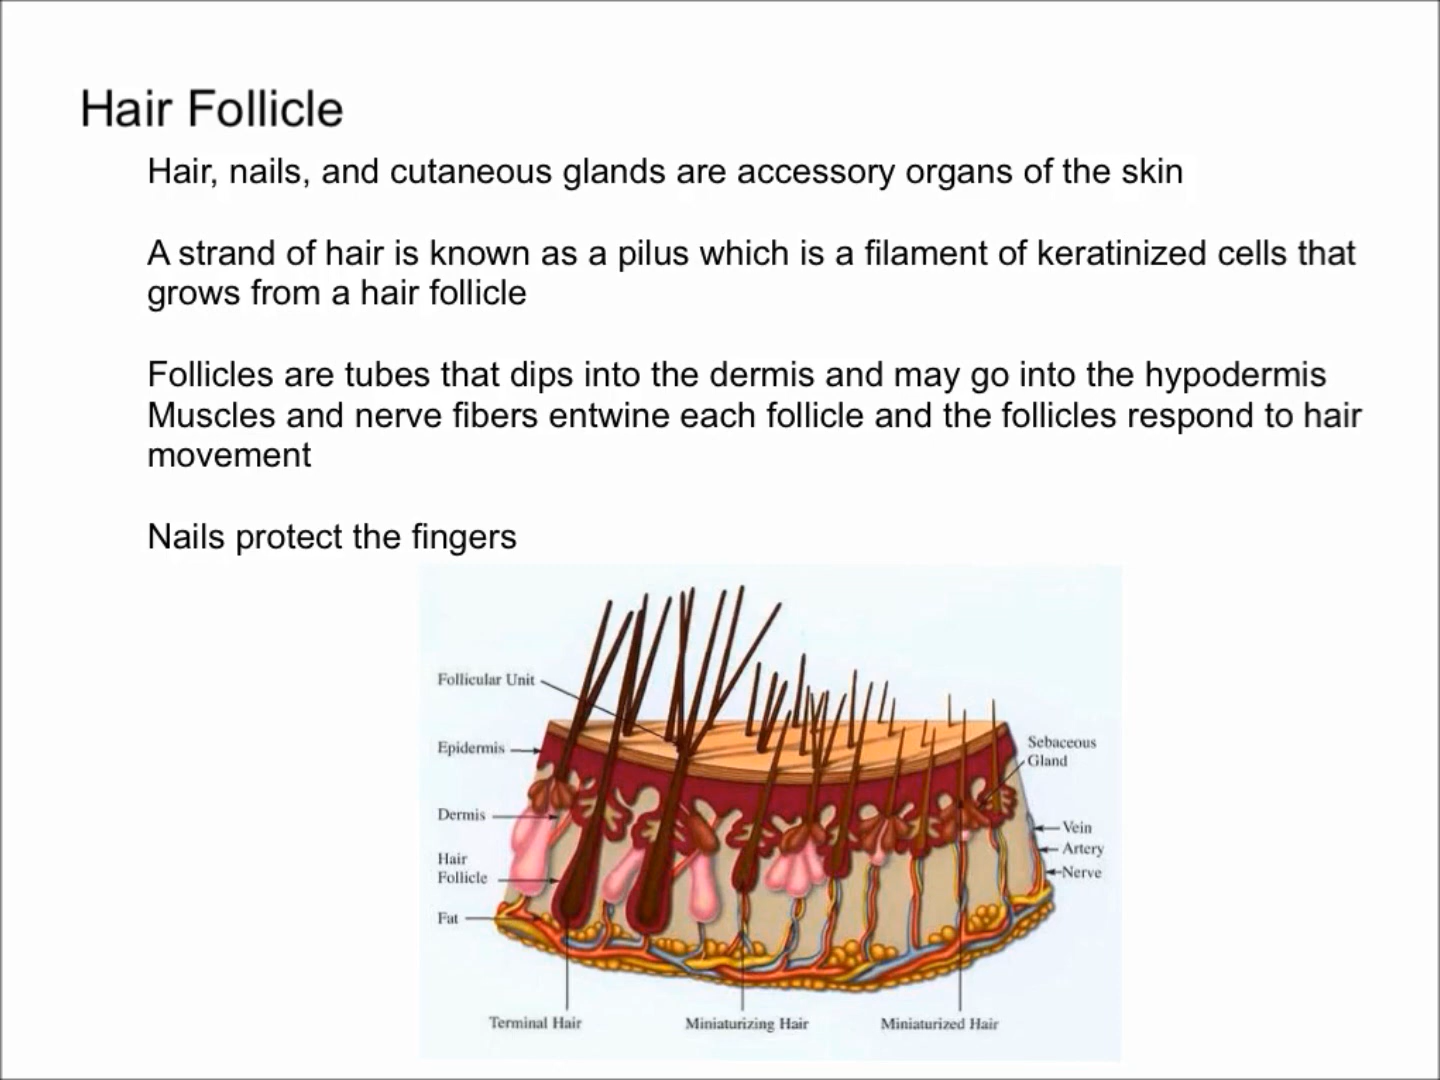 Hair Follicle
Hair, nails, and cutaneous glands are accessory organs of the skin
A strand of hair is known as a pilus which is a filament of keratinized cells that
grows from a hair follicle
Follicles are tubes that dips into the dermis and may go into the hypodermis
Muscles and nerve fibers entwine each follicle and the follicles respond to hair
movement
Nails protect the fingers
Follicular Unit
Epidermis
Dermis
Hair
Follicle
Fat
Sebaceous
Gland
Vein
Artery
Nerve
Terminal Hair
Miniaturizing Hair
Miniaturized Hair